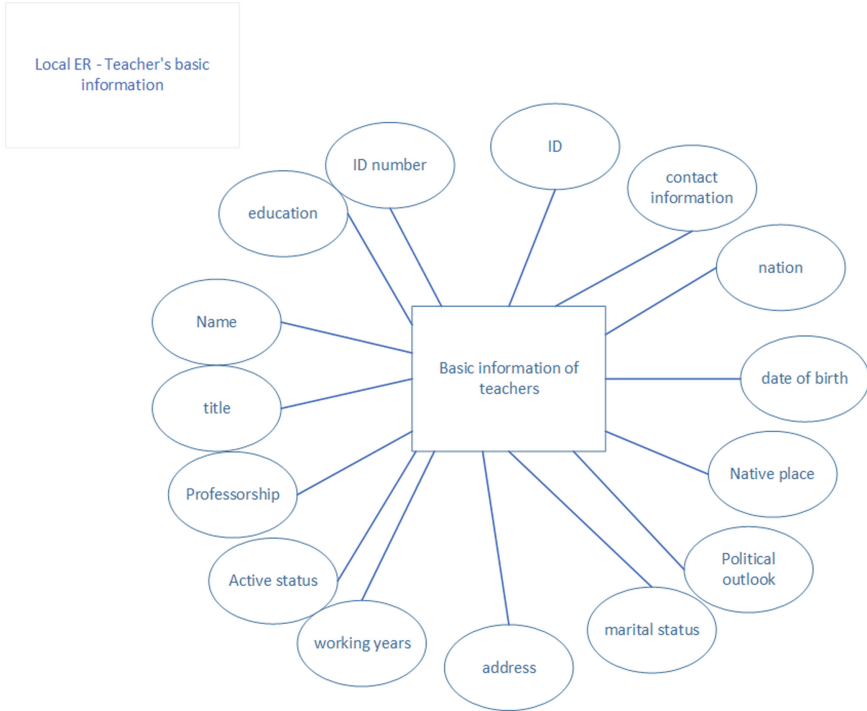 Local ER - Teacher's basic
information
ID
ID number
contact
information
education
nation
Name
Basic information of
teachers
date of birth
title
Native place
Professorship
Political
outlook
Active status
marital status
working years
address